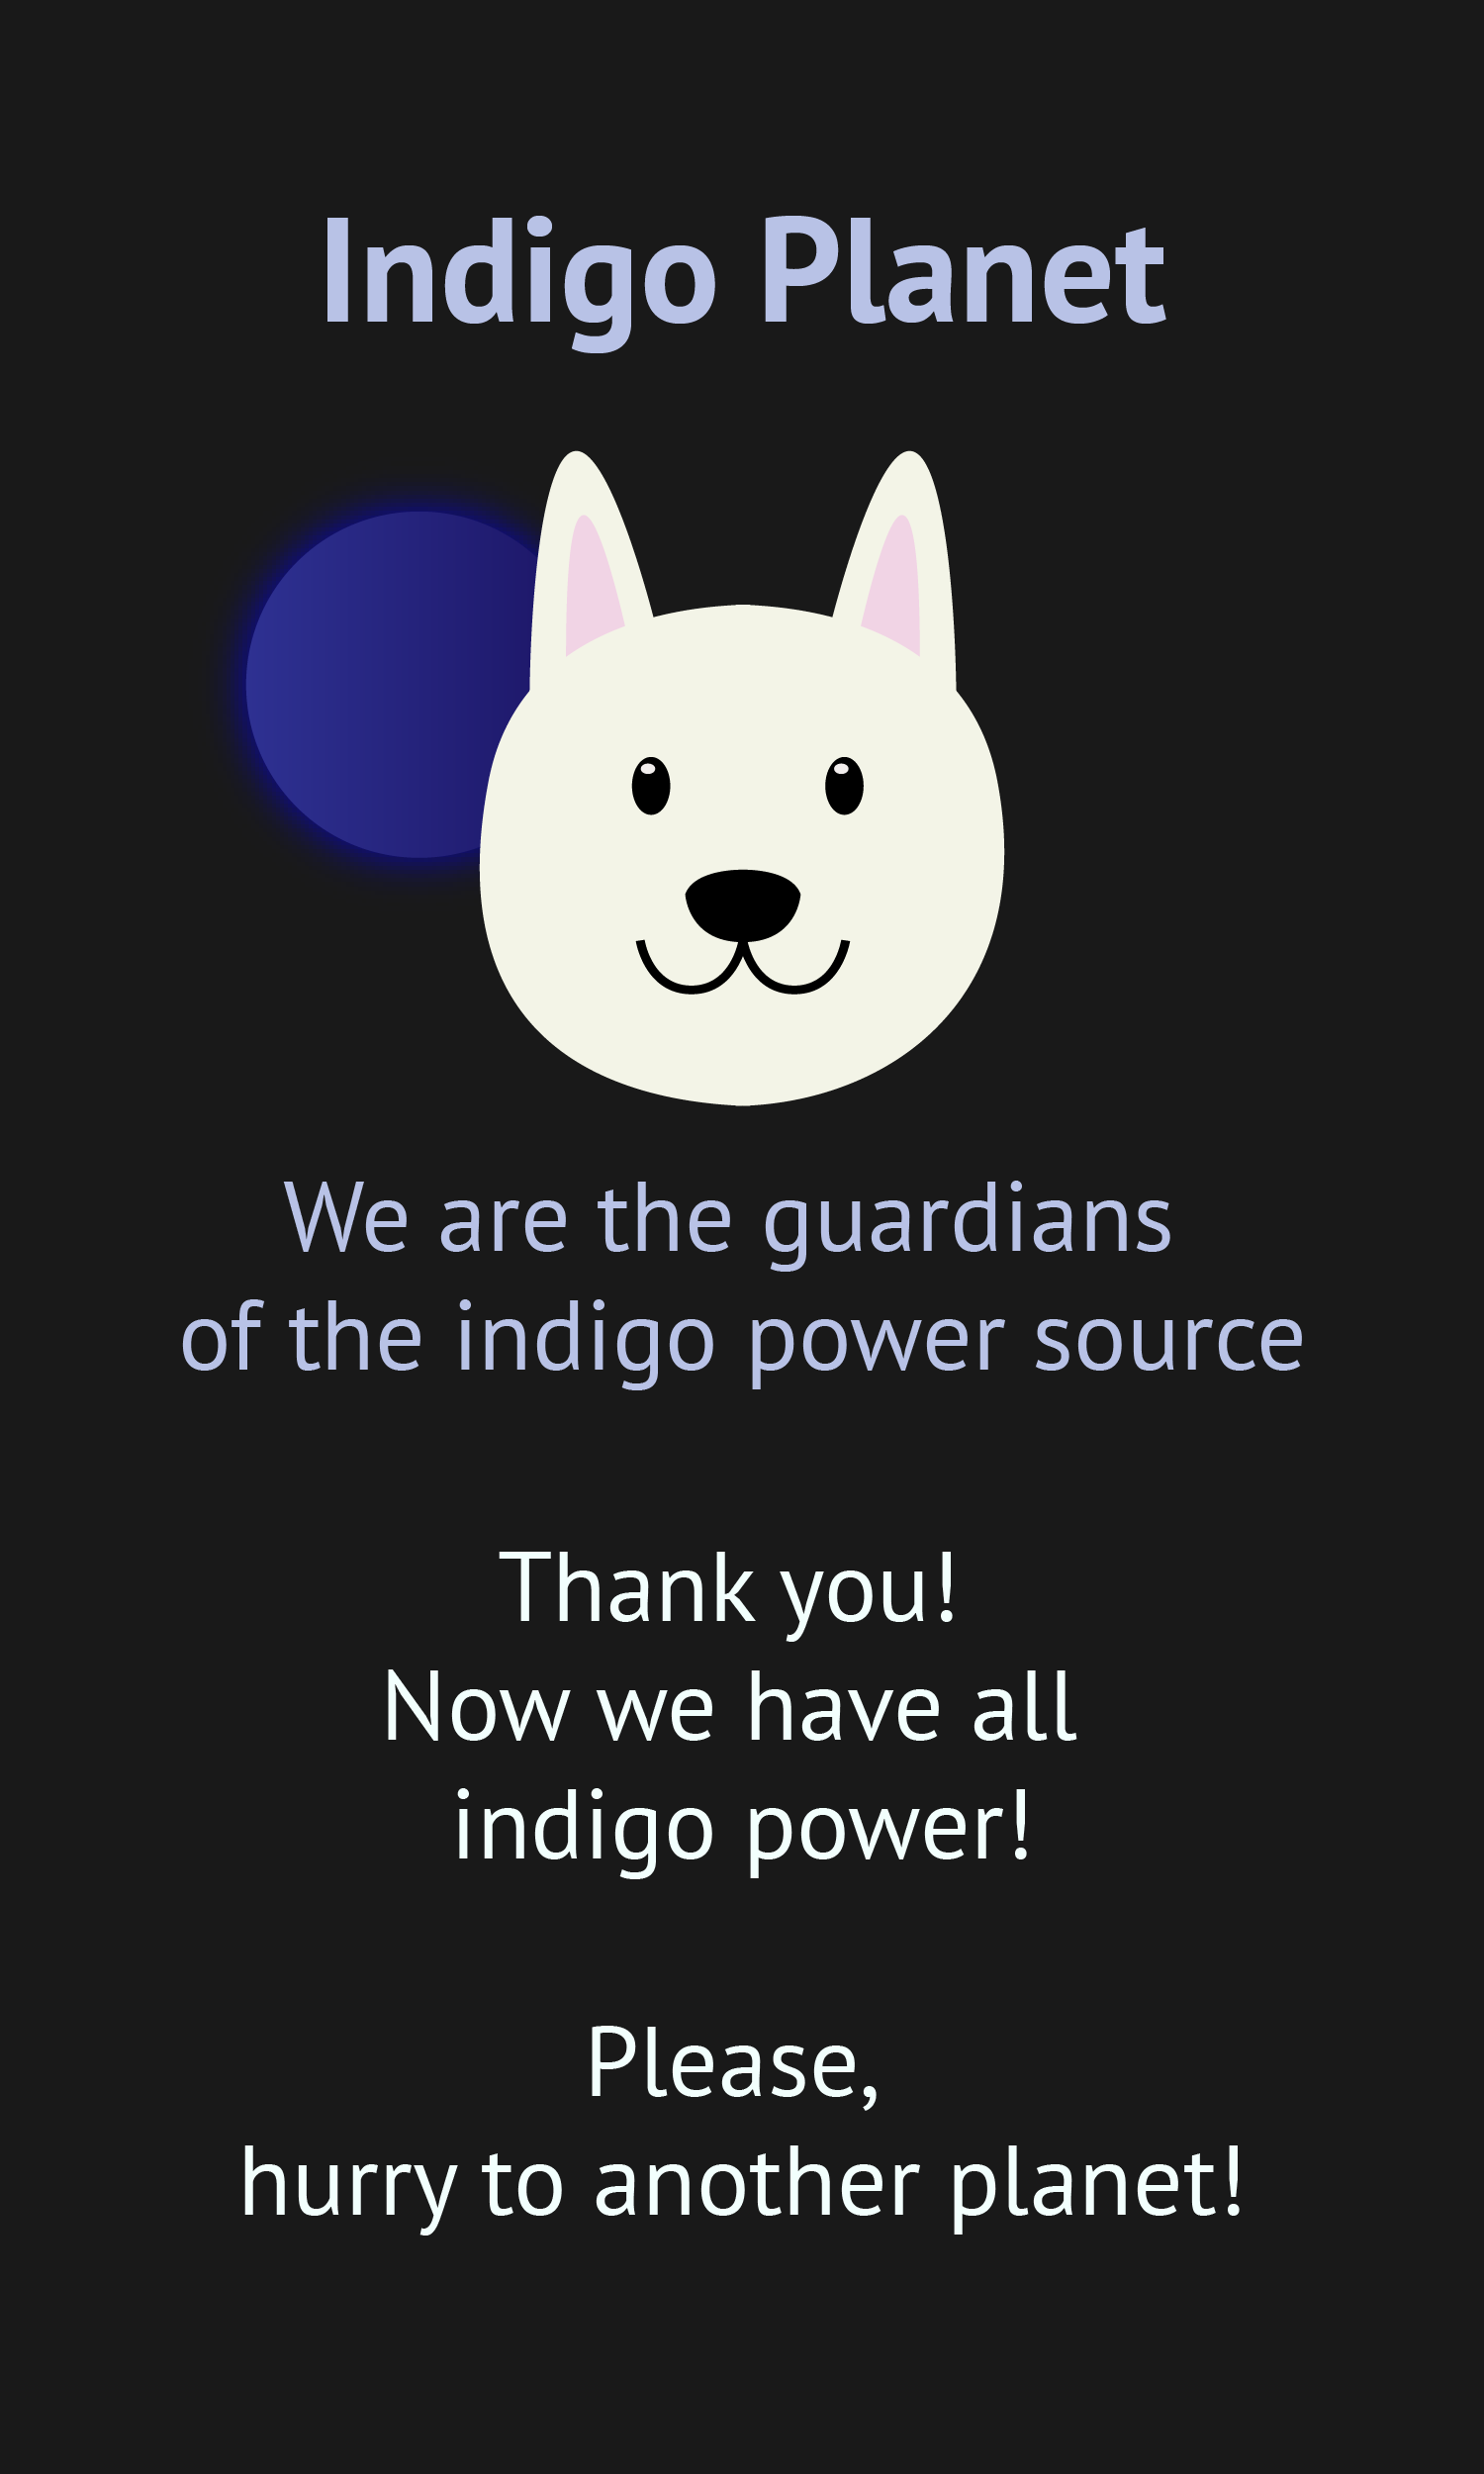 Indigo Planet
We are the guardians
of the indigo power source
Thank you!
Now we have all
indigo power!
Please,
hurry to another planet!